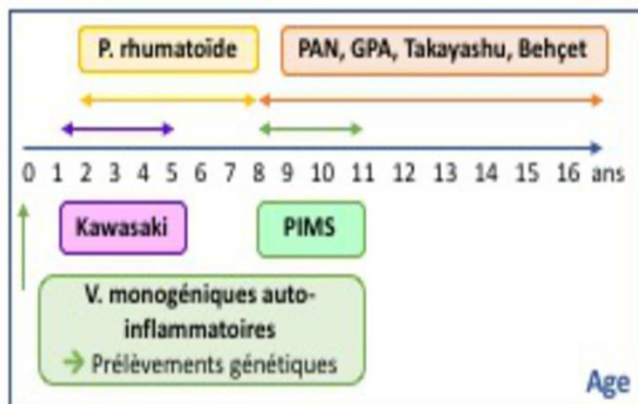 P. rhumatoïde
PAN, GPA, Takayashu, Behçet
0 1 2 3 4 5 6 7 8 9 10 11 12 13 14 15 16 ans
Kawasaki
PIMS
V. monogéniques auto-
inflammatoires
→ Prélèvements génétiques
Age